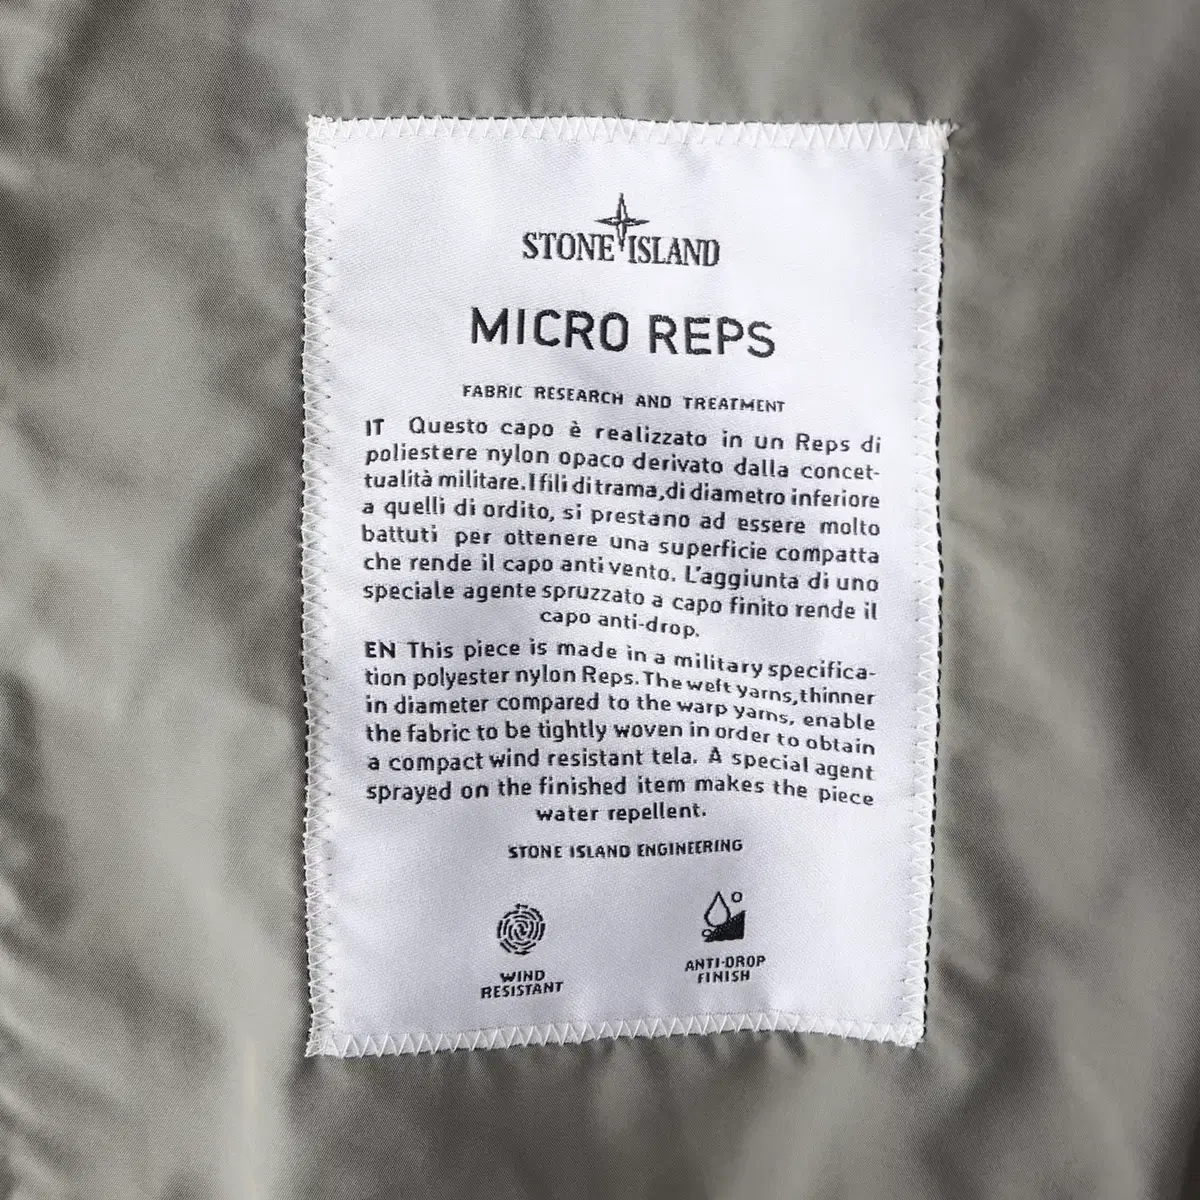 STONE ISLAND
MICRO REPS
FABRIC RESEARCH AND TREATMENT
IT Questo capo è realizzato in un Reps di
poliestere nylon opaco derivato dalla concet-
tualità militare. I fili di trama, di diametro inferiore
a quelli di ordito, si prestano ad essere molto
battuti per ottenere una superficie compatta
che rende il capo anti vento. L'aggiunta di uno
speciale agente spruzzato a capo finito rende il
capo anti-drop.
EN This piece is made in a military specifica-
tion polyester nylon Reps. The weft yarns, thinner
in diameter compared to the warp yarns, enable
the fabric to be tightly woven in order to obtain
a compact wind resistant tela. A special agent
sprayed on the finished item makes the piece
water repellent.
STONE ISLAND ENGINEERING
WIND
RESISTANT
ANTI-DROP
FINISH